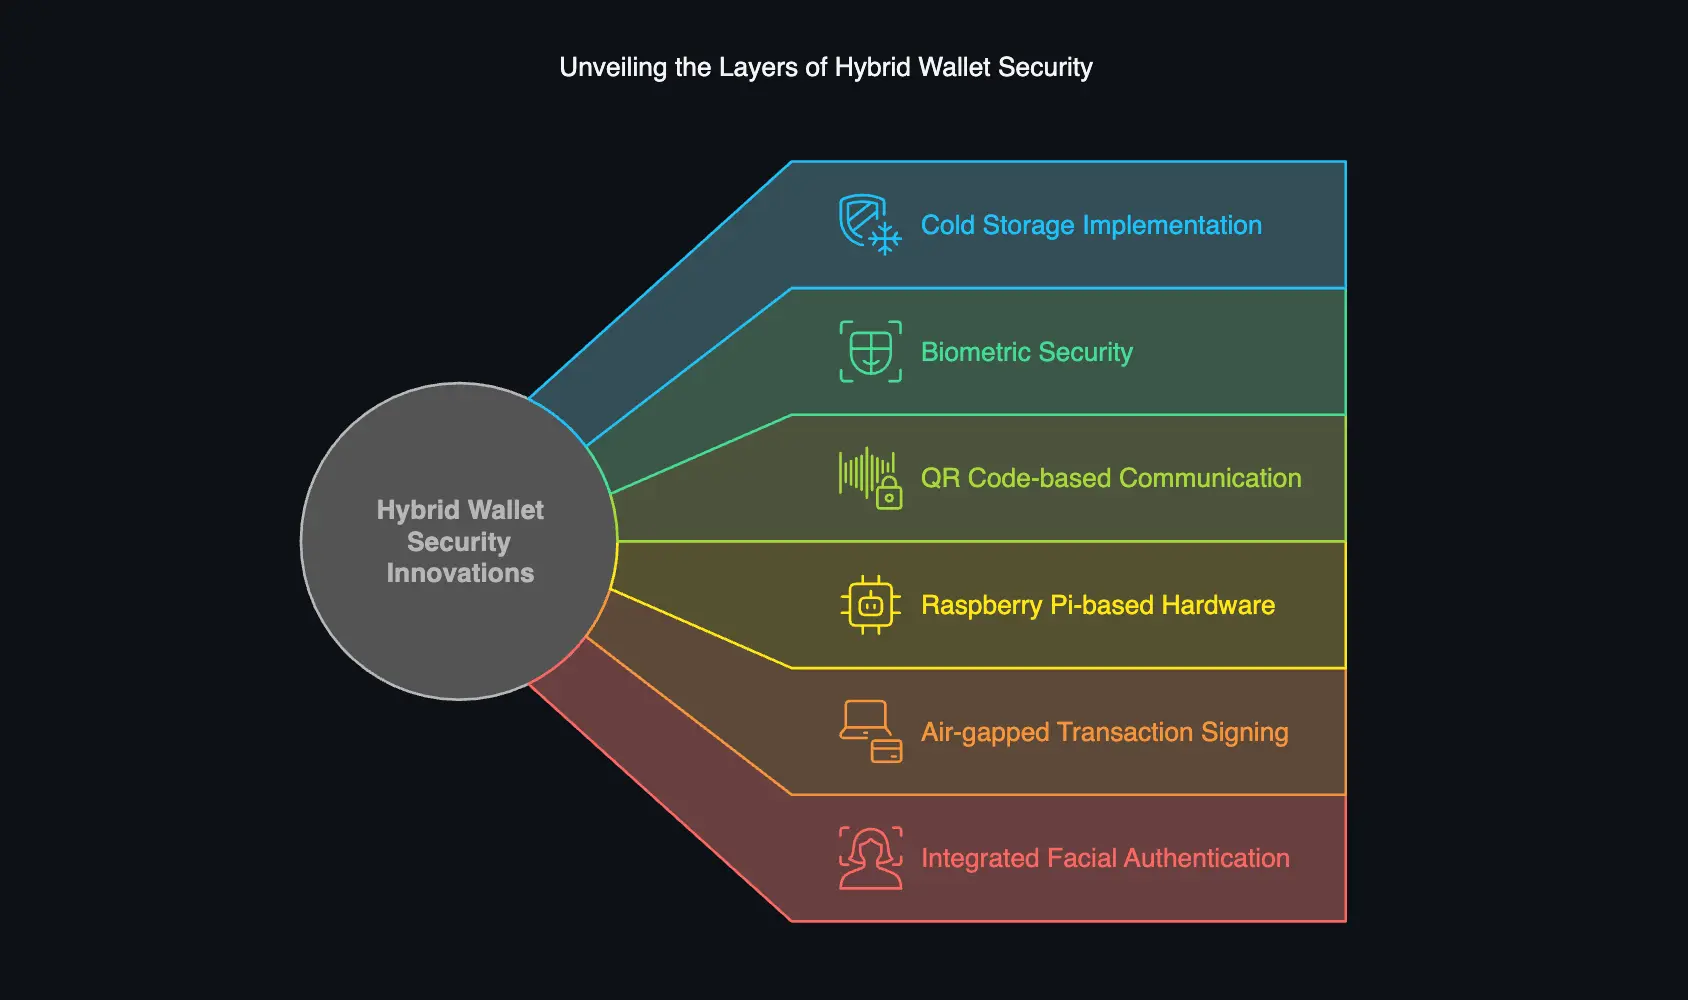 Unveiling the Layers of Hybrid Wallet Security
Cold Storage Implementation
Biometric Security
QR Code-based Communication
Hybrid Wallet
Security
Innovations
Raspberry Pi-based Hardware
Air-gapped Transaction Signing
Integrated Facial Authentication